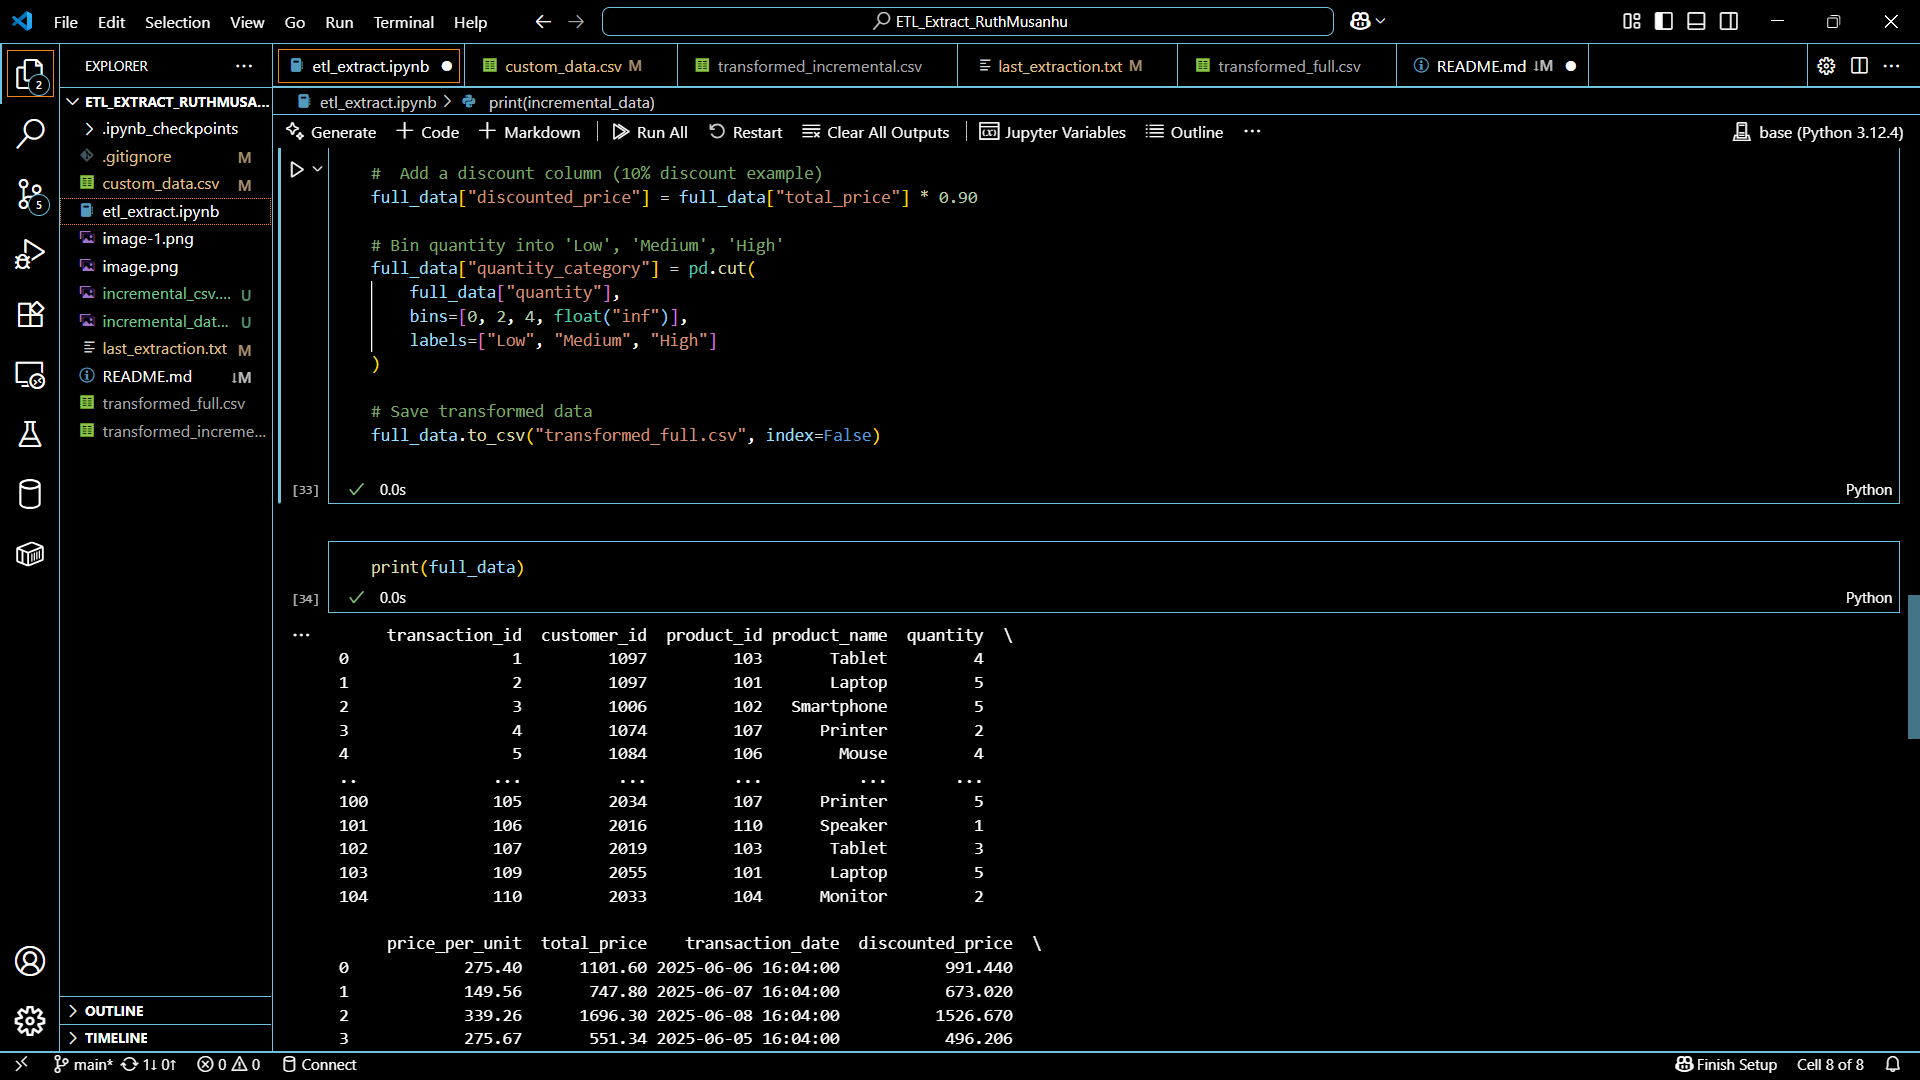 File Edit Selection View Go Run Terminal Help
ETL_Extract_RuthMusanhu
EXPLORER
etl_extract.ipynb
custom_data.csv M
transformed_incremental.csv
last_extraction.txt M
transformed_full.csv
README.md ↓M
2
ETL_EXTRACT_RUTHMUSA...
.ipynb_checkpoints
.gitignore M
custom_data.csv M
etl_extract.ipynb
image-1.png
image.png
incremental_csv.... U
incremental_dat... U
last_extraction.txt M
README.md ↓M
transformed_full.csv
transformed_increme...
5
OUTLINE
TIMELINE
etl_extract.ipynb > print(incremental_data)
Generate + Code + Markdown Run All Restart Clear All Outputs Jupyter Variables Outline ...
base (Python 3.12.4)
#  Add a discount column (10% discount example)
full_data["discounted_price"] = full_data["total_price"] * 0.90
# Bin quantity into 'Low', 'Medium', 'High'
full_data["quantity_category"] = pd.cut(
    full_data["quantity"],
    bins=[0, 2, 4, float("inf")],
    labels=["Low", "Medium", "High"]
)
# Save transformed data
full_data.to_csv("transformed_full.csv", index=False)
[33] ✓ 0.0s Python
print(full_data)
[34] ✓ 0.0s Python
...
transaction_id customer_id product_id product_name quantity \
0 1 1097 103 Tablet 4
1 2 1097 101 Laptop 5
2 3 1006 102 Smartphone 5
3 4 1074 107 Printer 2
4 5 1084 106 Mouse 4
.. ... ... ... ... ...
100 105 2034 107 Printer 5
101 106 2016 110 Speaker 1
102 107 2019 103 Tablet 3
103 109 2055 101 Laptop 5
104 110 2033 104 Monitor 2
price_per_unit total_price transaction_date discounted_price \
0 275.40 1101.60 2025-06-06 16:04:00 991.440
1 149.56 747.80 2025-06-07 16:04:00 673.020
2 339.26 1696.30 2025-06-08 16:04:00 1526.670
3 275.67 551.34 2025-06-05 16:04:00 496.206
main* 1↓ 0↑ 0 0 Connect
Finish Setup Cell 8 of 8